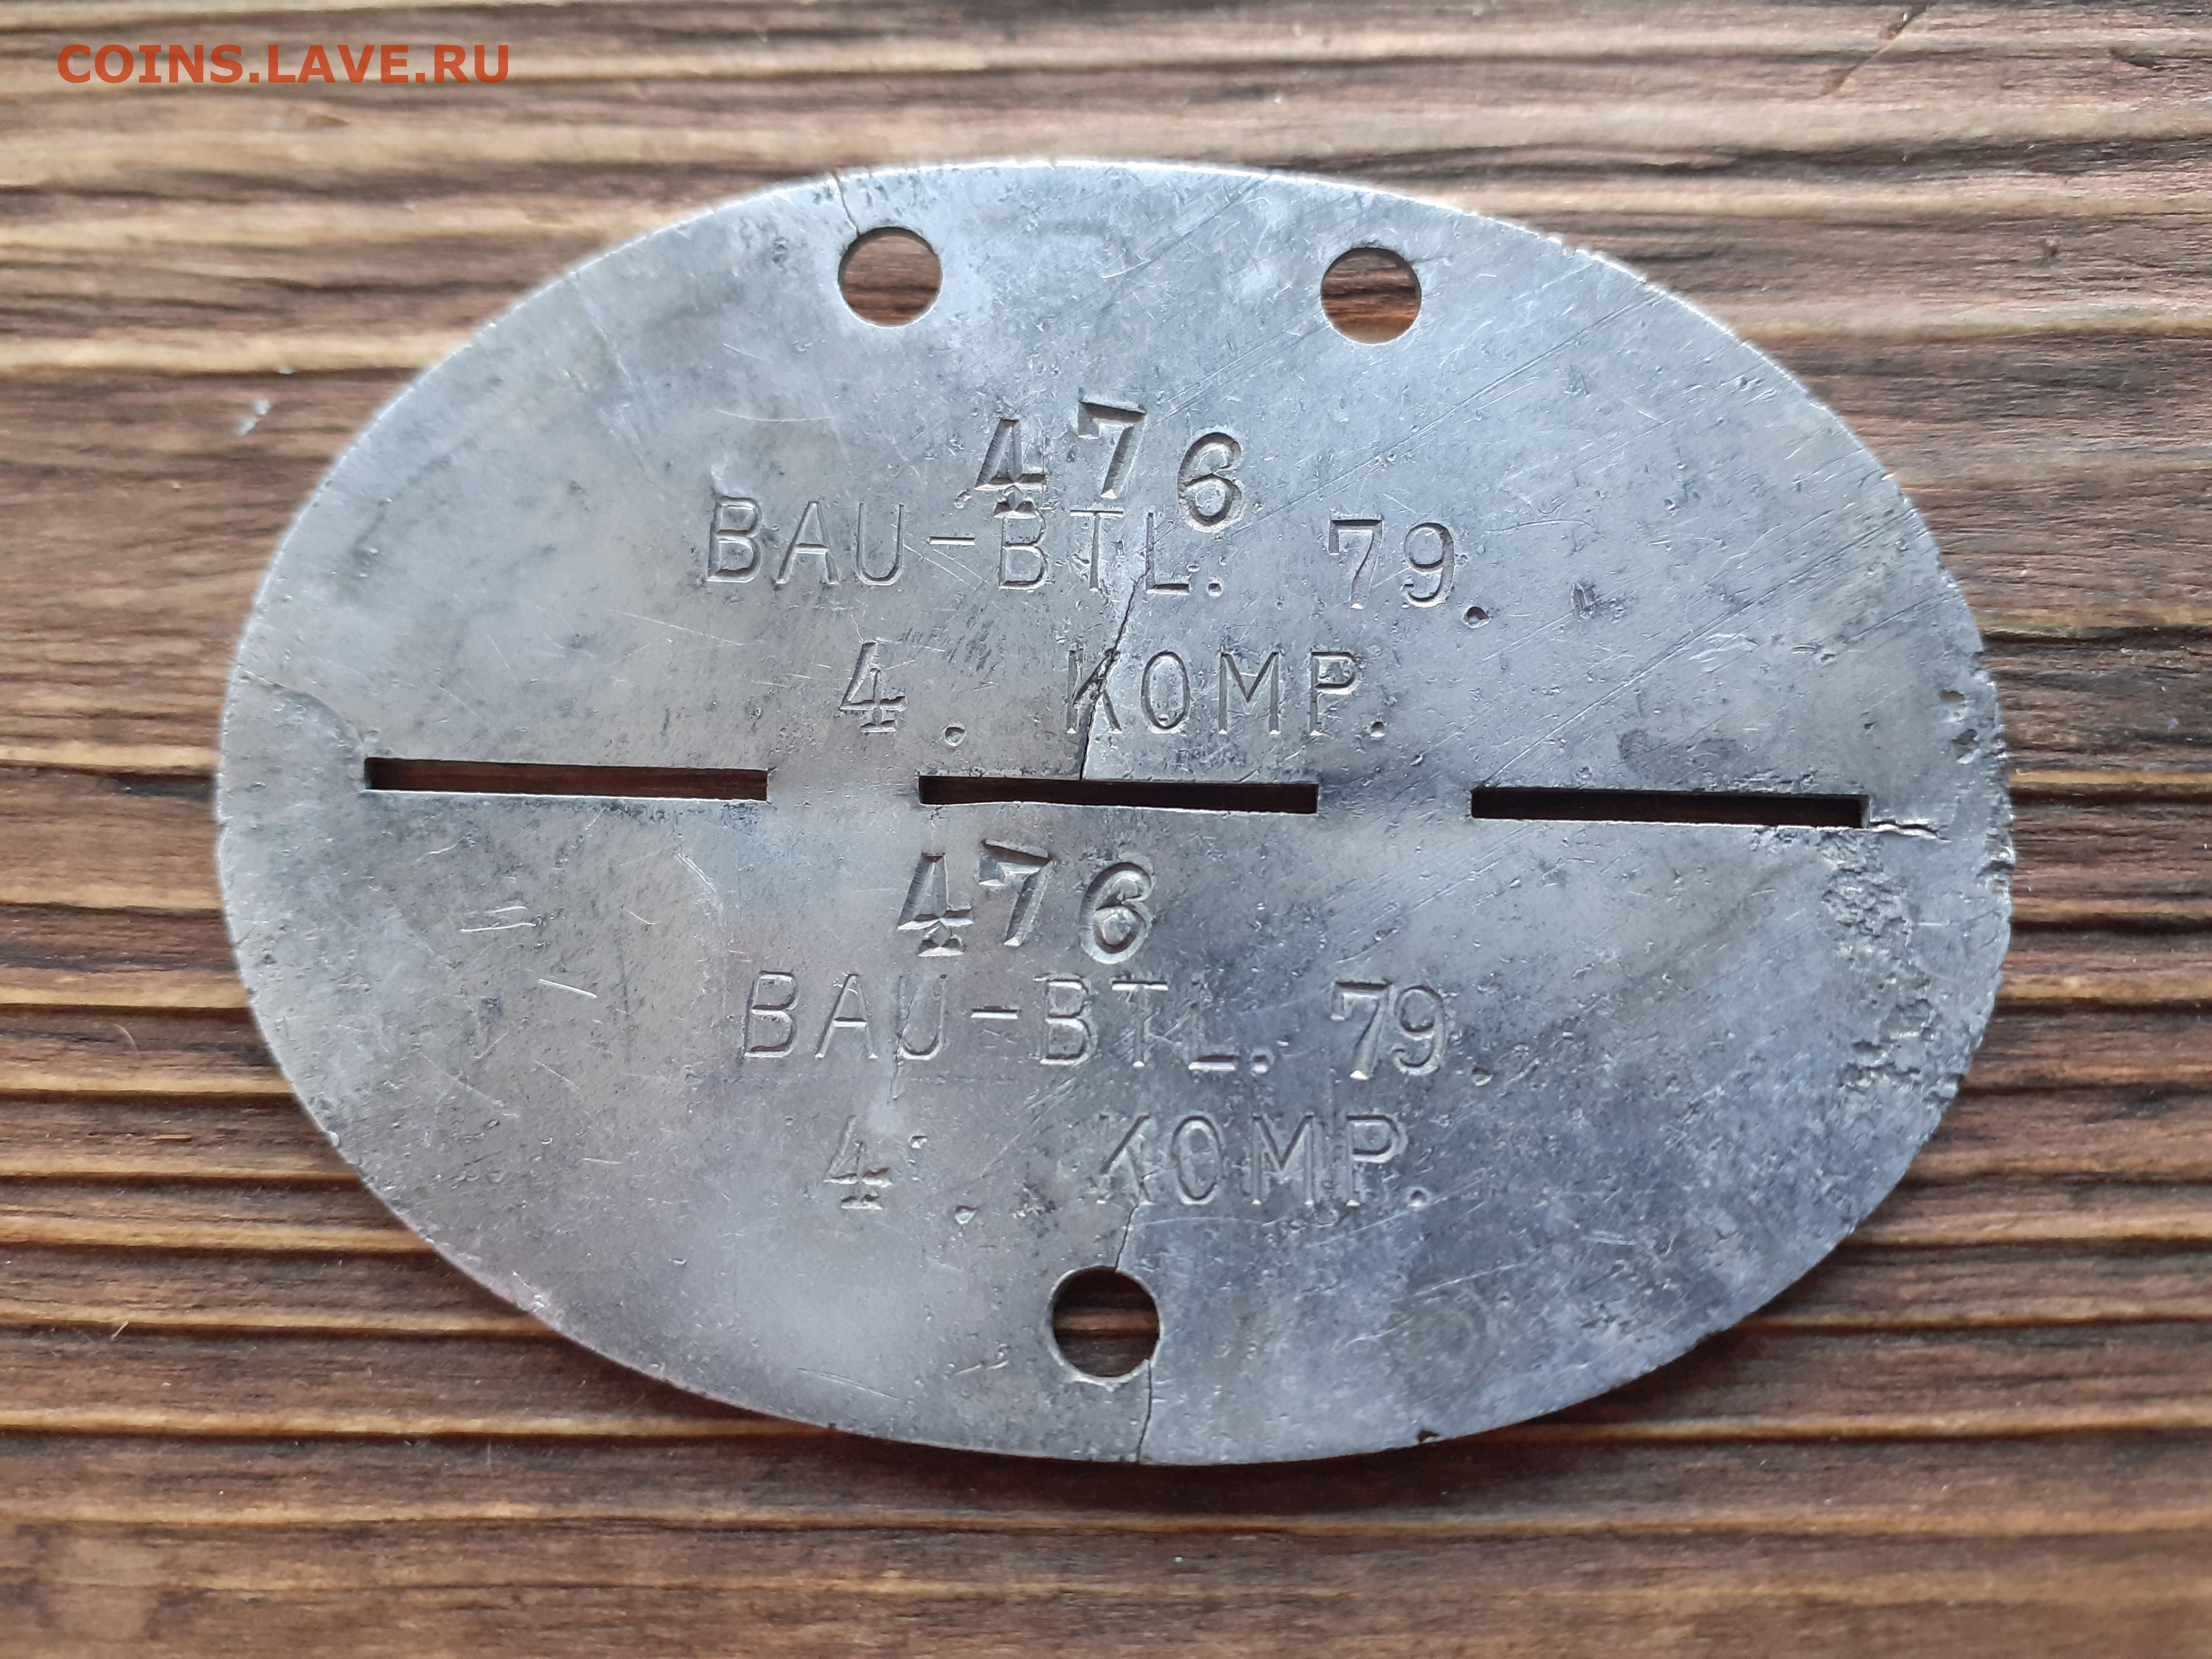 COINS.LAVE.RU
476
BAU-BTL. 79.
4. KOMP.
476
BAU-BTL. 79.
4. KOMP.